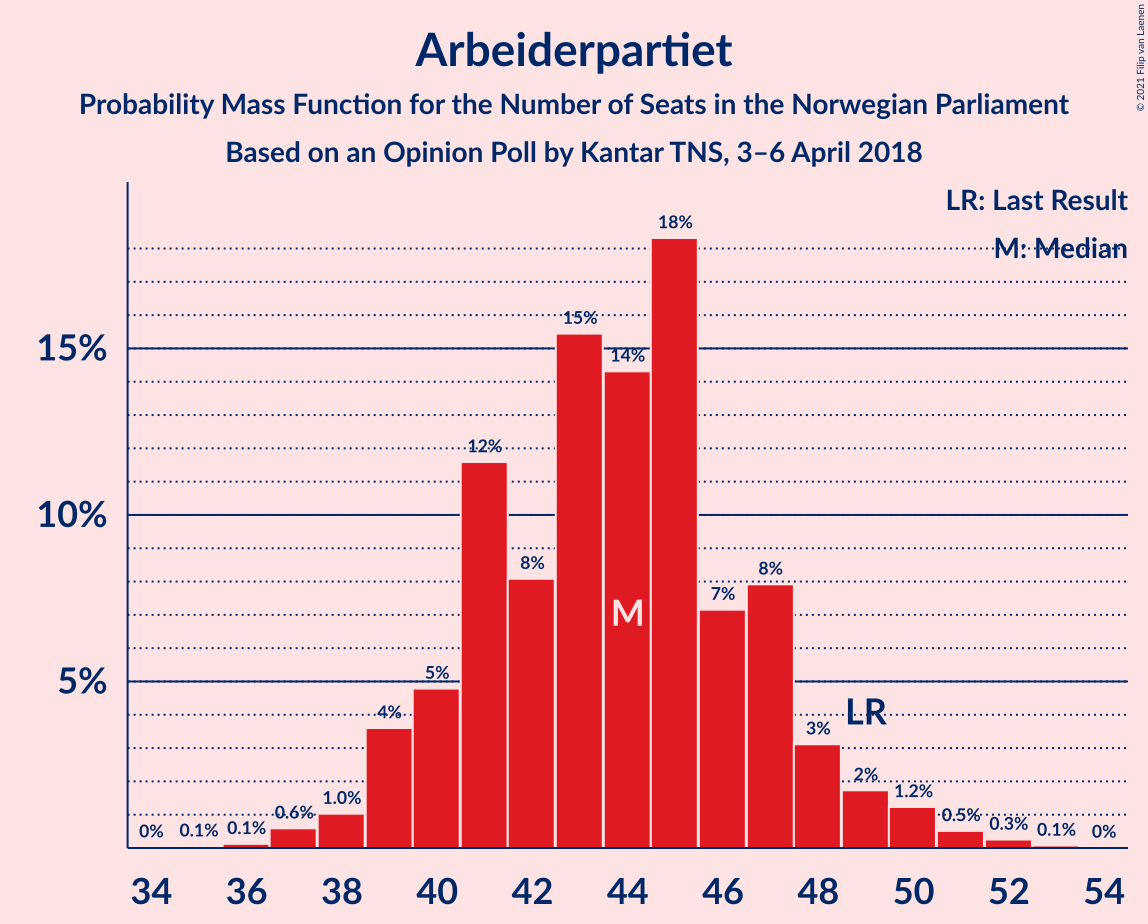 Arbeiderpartiet
Probability Mass Function for the Number of Seats in the Norwegian Parliament
Based on an Opinion Poll by Kantar TNS, 3–6 April 2018
© 2021 Filip van Laenen
LR: Last Result
M: Median
15%
10%
5%
0%
0.1%
0.1%
0.6%
1.0%
4%
5%
12%
8%
15%
14%
18%
7%
8%
3%
2%
1.2%
0.5%
0.3%
0.1%
0%
M
LR
34 36 38 40 42 44 46 48 50 52 54